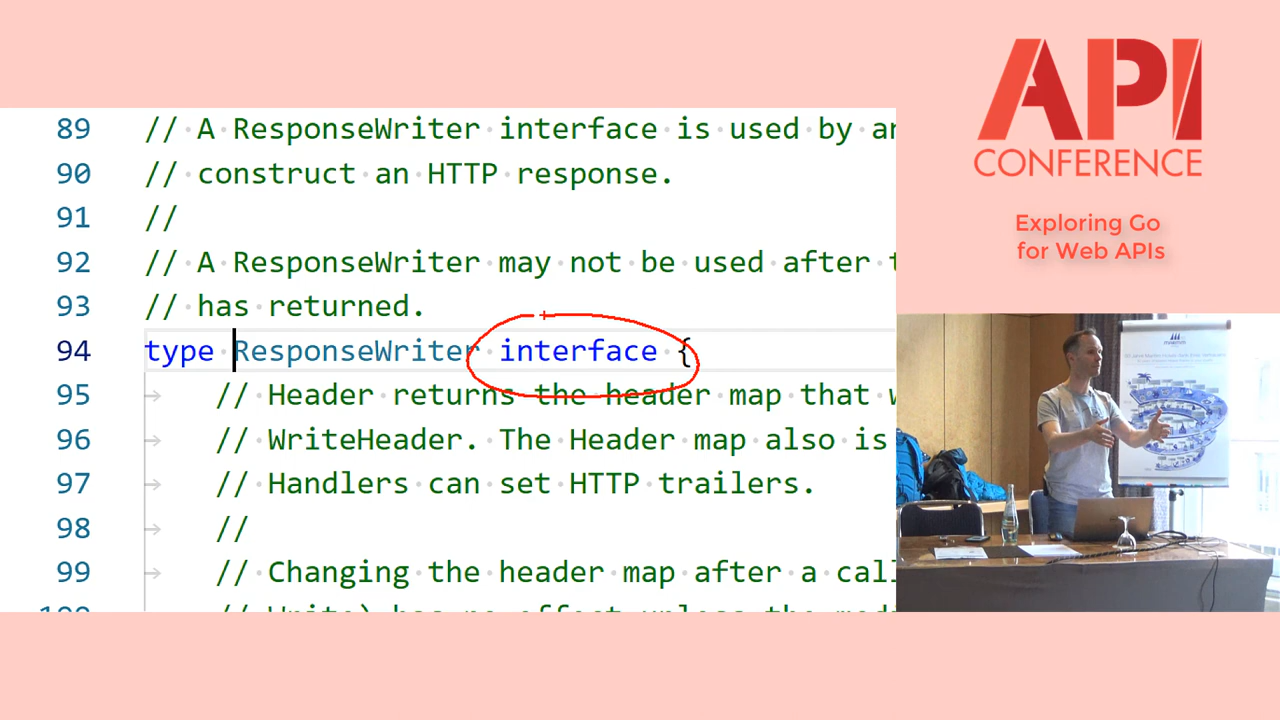 89 // A ResponseWriter interface is used by
90 // construct an HTTP response.
91 //
92 // A ResponseWriter may not be used after
93 // has returned.
94 type ResponseWriter interface {
95 // Header returns the header map that
96 // WriteHeader. The Header map also is
97 // Handlers can set HTTP trailers.
98 //
99 // Changing the header map after a
API
CONFERENCE
Exploring Go
for Web APIs